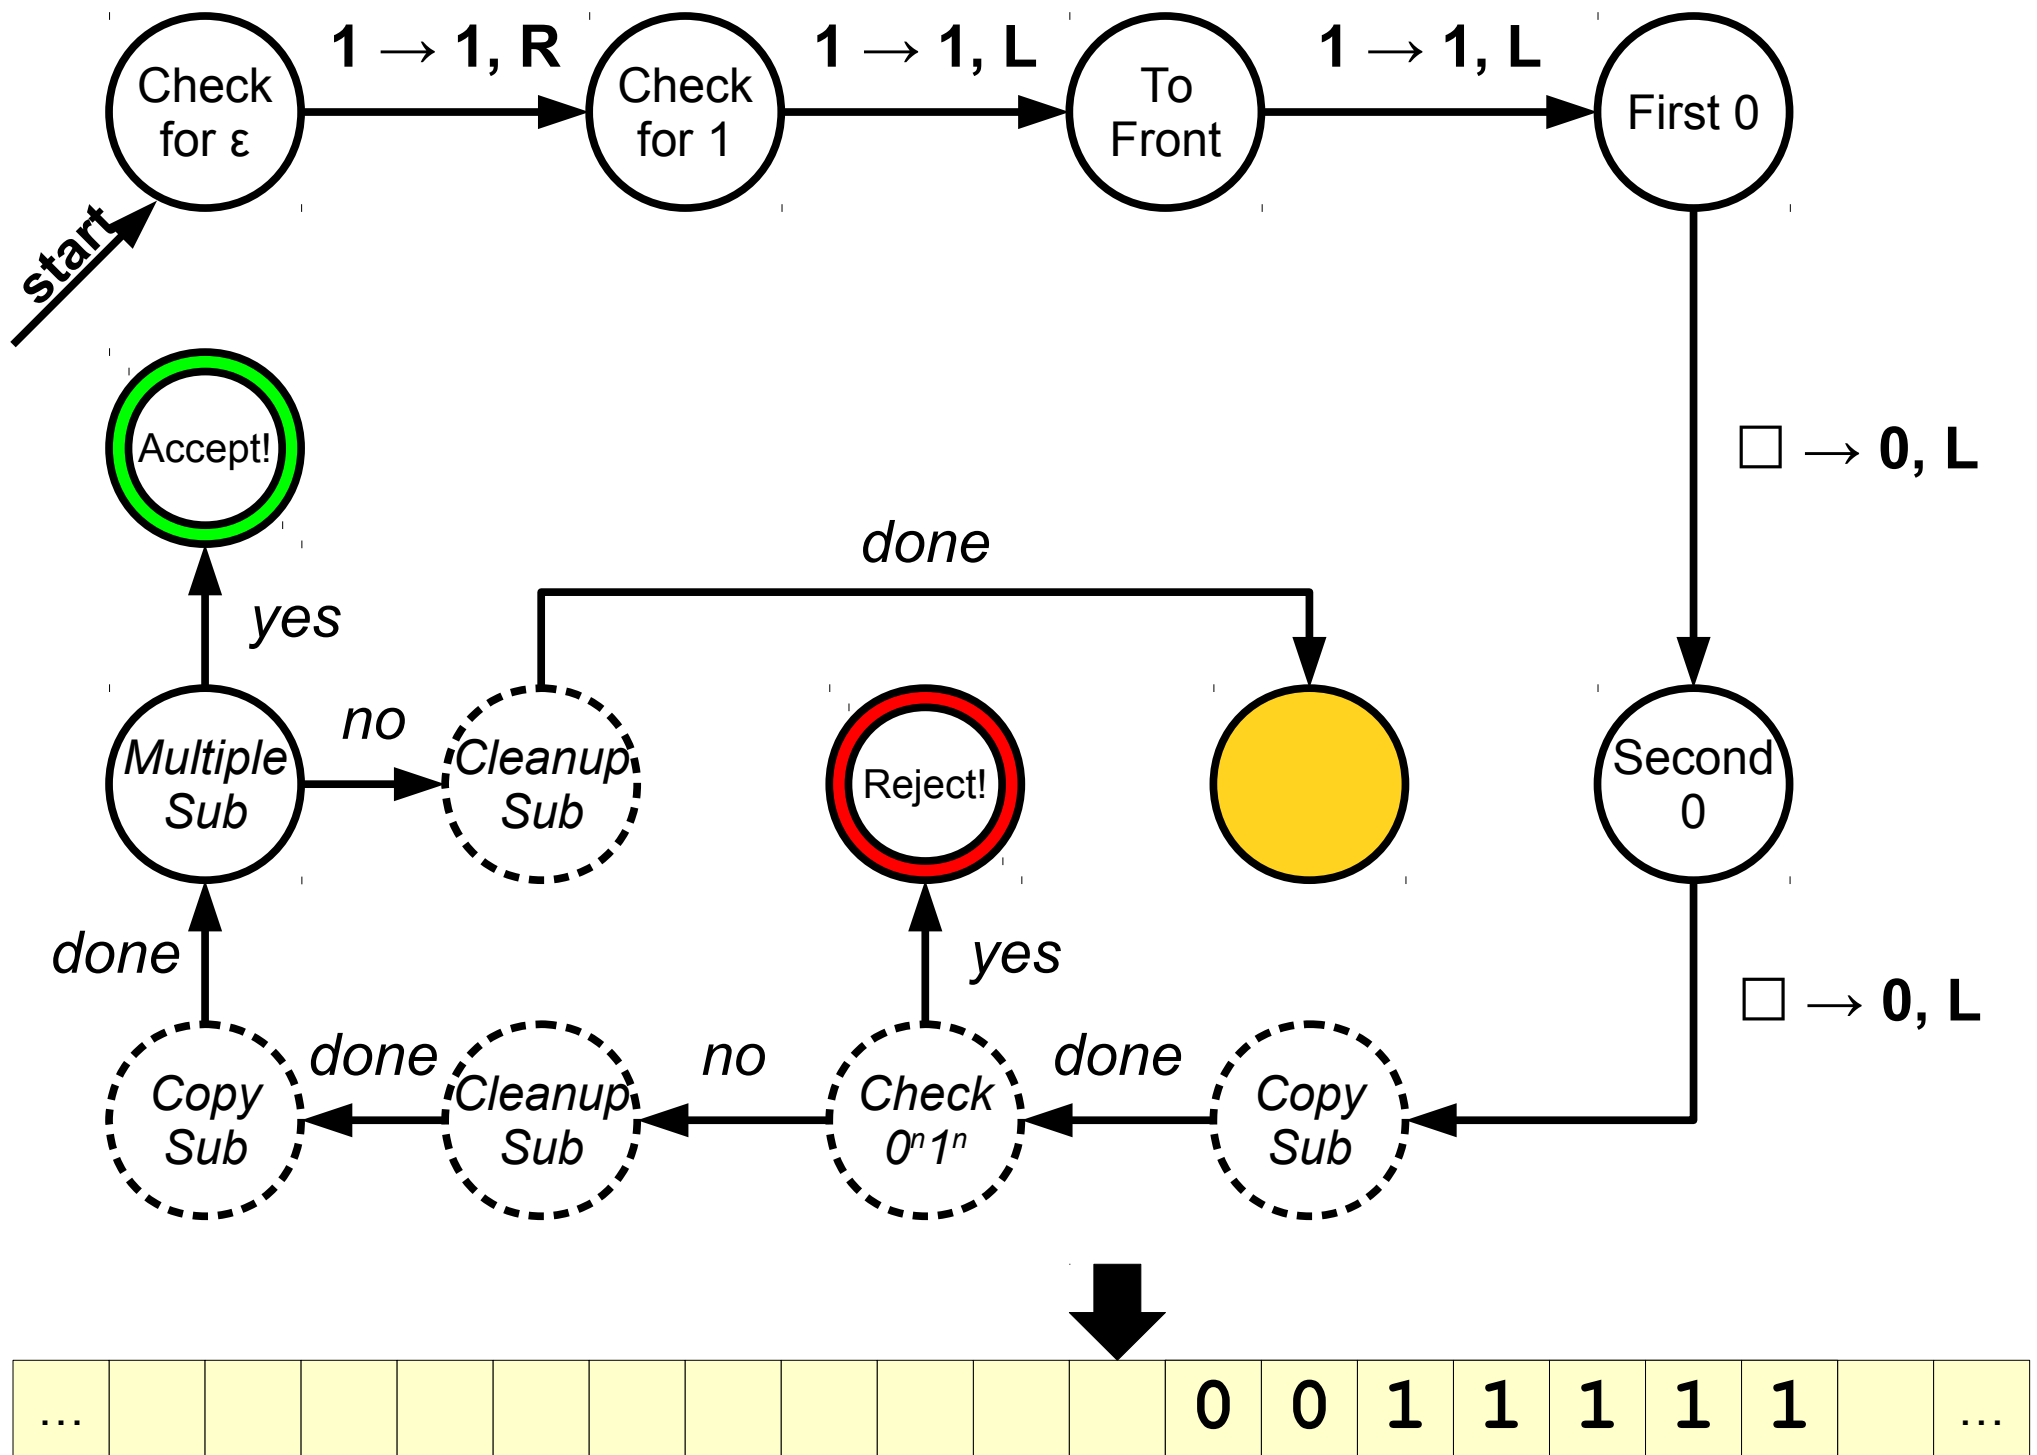 1 → 1, R
1 → 1, L
1 → 1, L
Check
for ε
Check
for 1
To
Front
First 0
start
□ → 0, L
Accept!
done
yes
no
Multiple
Sub
Cleanup
Sub
Reject!
Second
0
done
yes
□ → 0, L
done
no
done
Copy
Sub
Cleanup
Sub
Check
0ⁿ1ⁿ
Copy
Sub
… 0 0 1 1 1 1 1 …